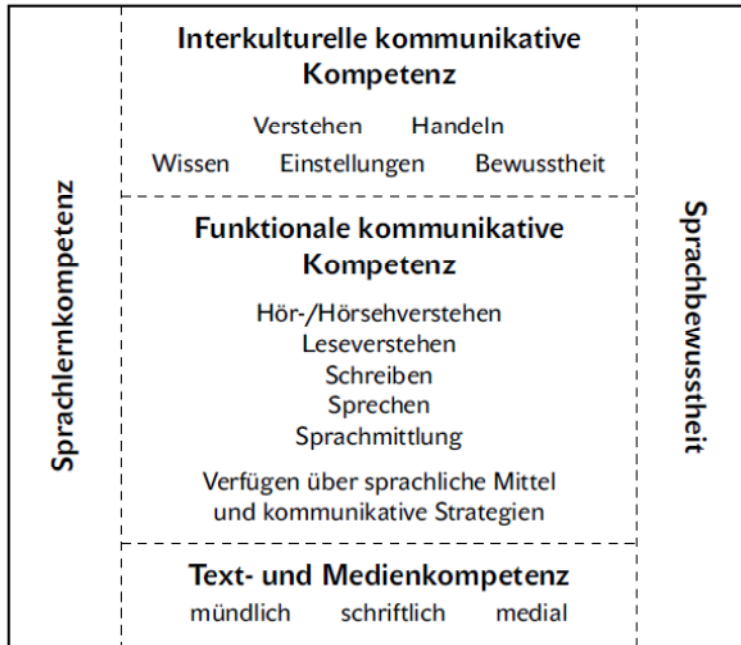 Sprachlernkompetenz
Interkulturelle kommunikative
Kompetenz
Verstehen Handeln
Wissen Einstellungen Bewusstheit
Funktionale kommunikative
Kompetenz
Hör-/Hörsehverstehen
Leseverstehen
Schreiben
Sprechen
Sprachmittlung
Verfügen über sprachliche Mittel
und kommunikative Strategien
Text- und Medienkompetenz
mündlich schriftlich medial
Sprachbewusstheit